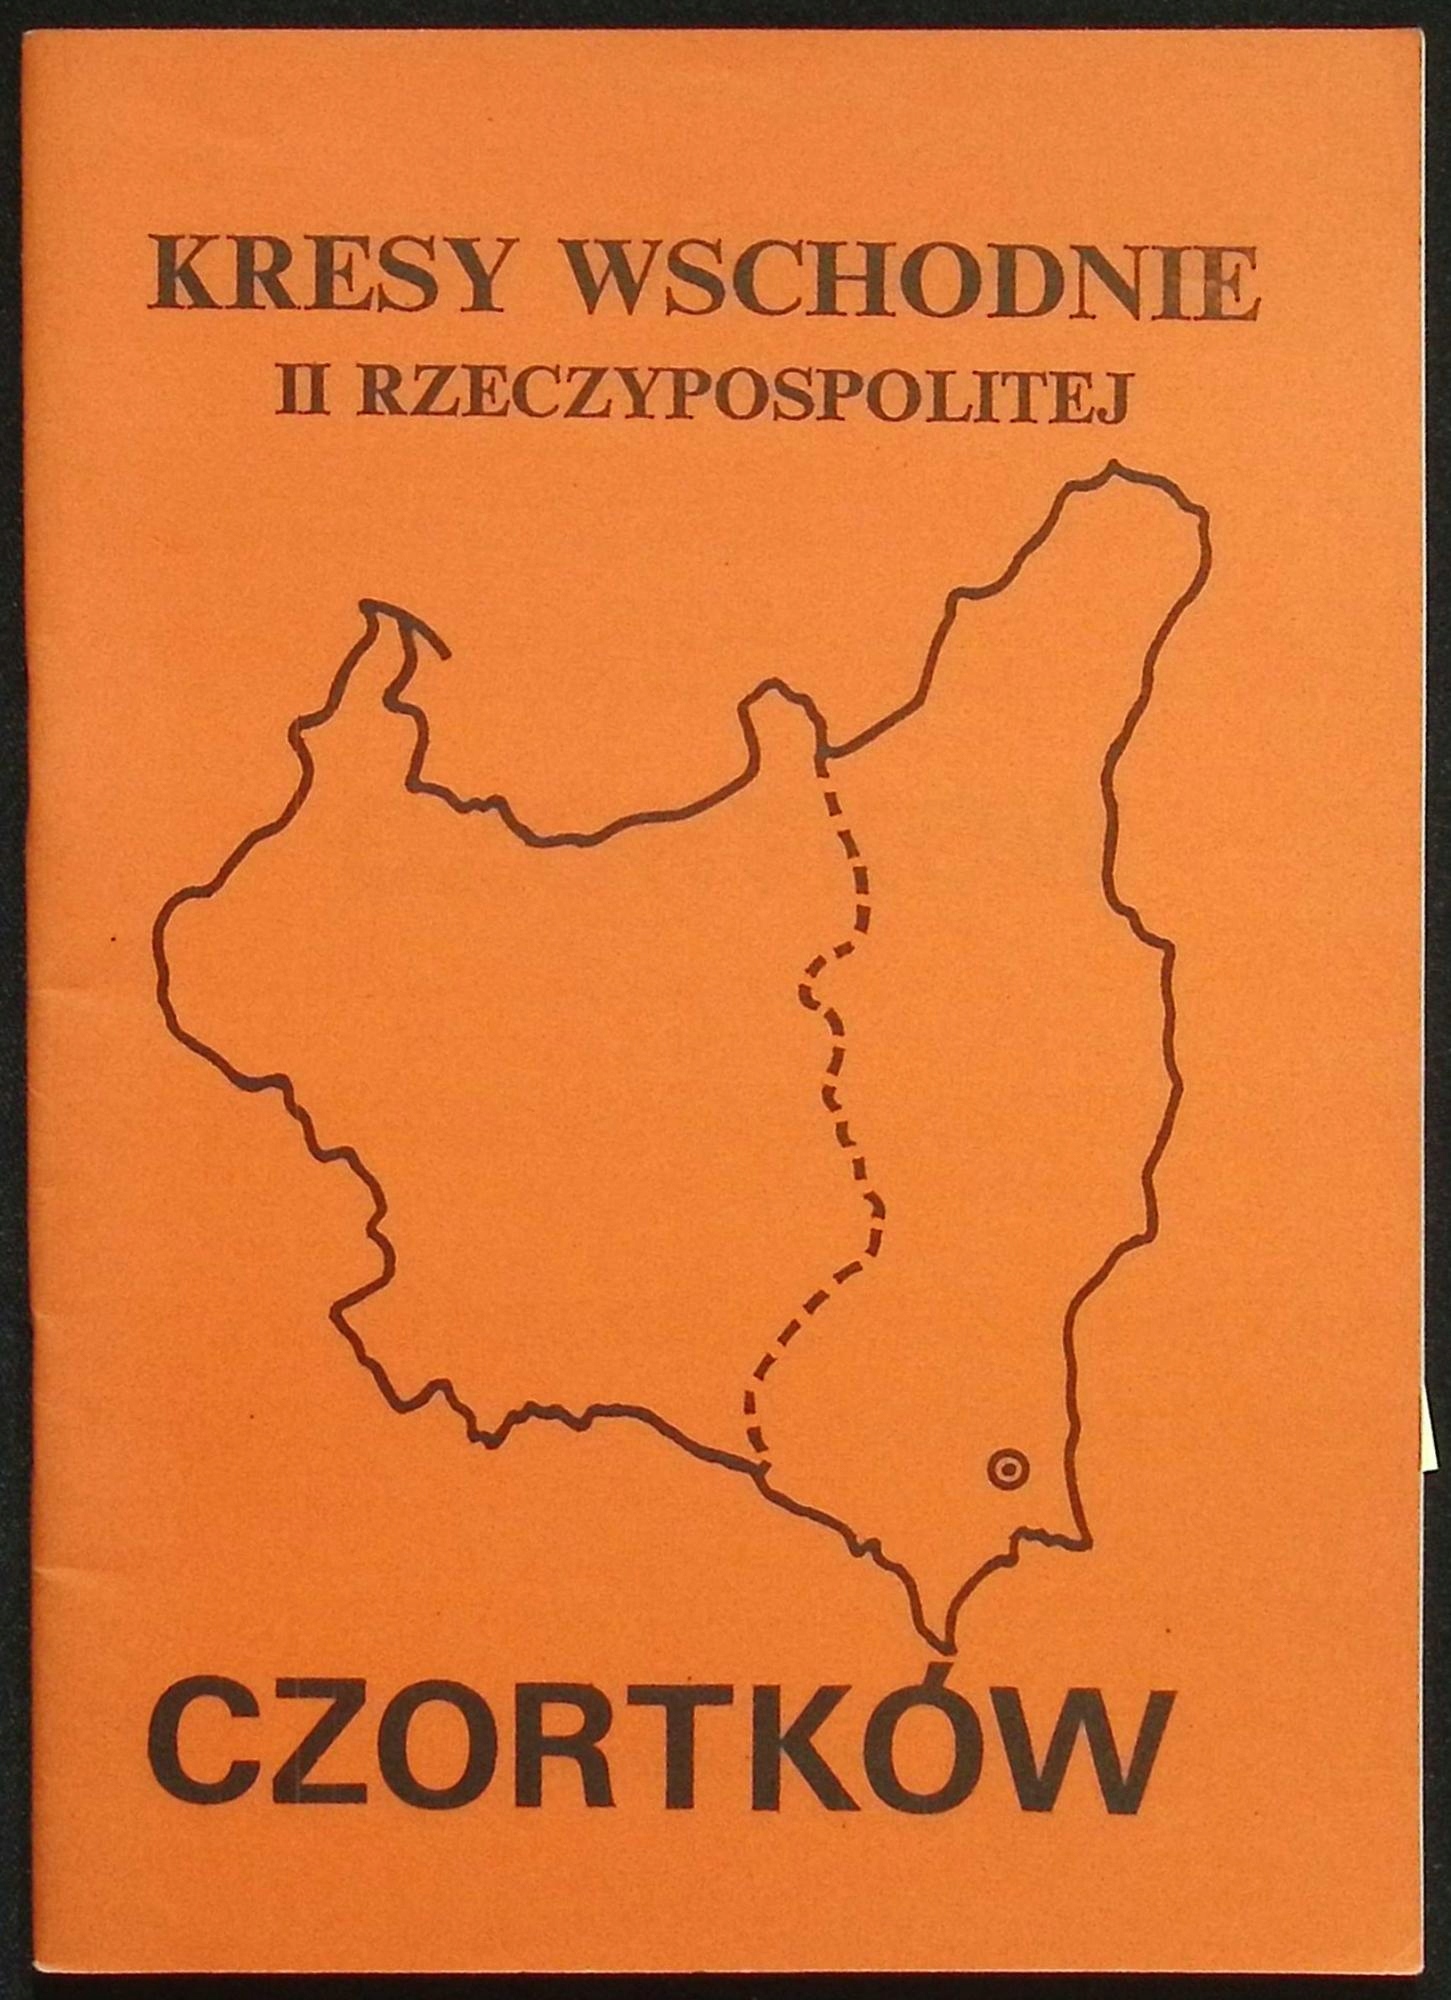 KRESY WSCHODNIE
II RZECZYPOSPOLITEJ
CZORTKÓW